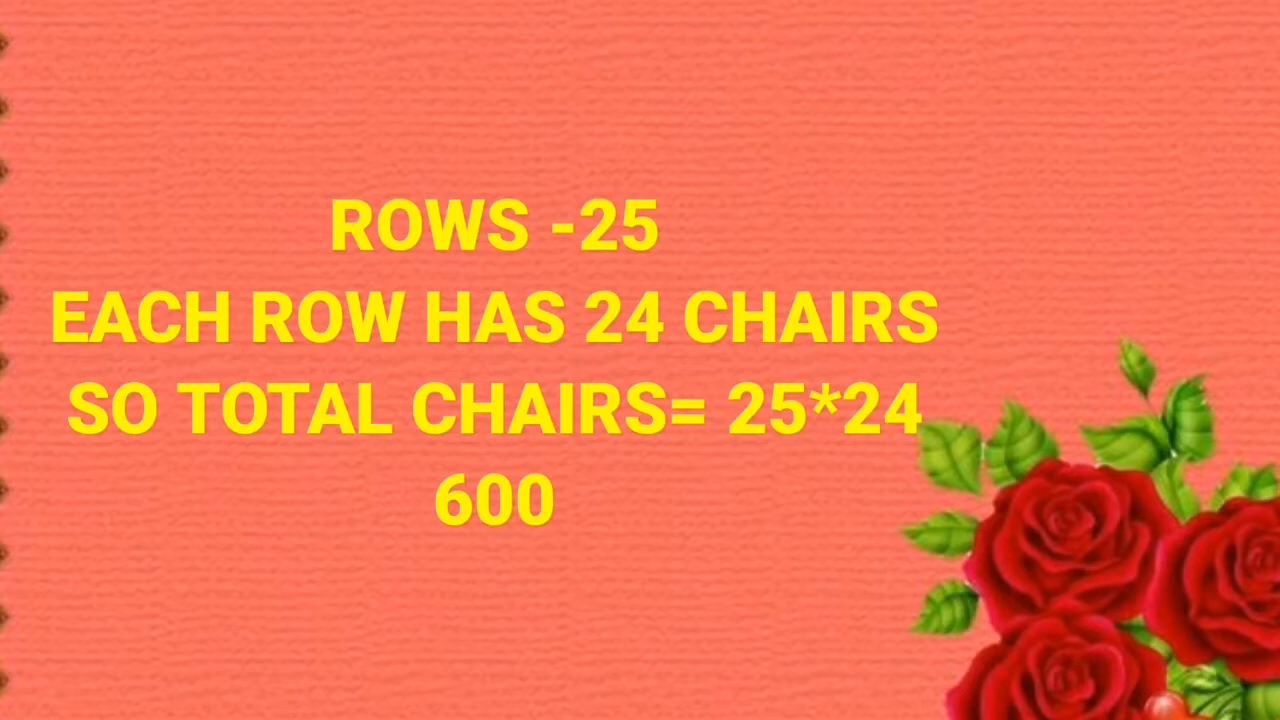 ROWS -25
EACH ROW HAS 24 CHAIRS
SO TOTAL CHAIRS= 25*24
600